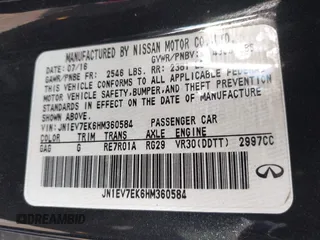 MANUFACTURED BY NISSAN MOTOR CO., LTD.
DATE: 07/16 GVWR/PNBV:
GAWR/PNBE FR: 2546 LBS. RR: LBS.
THIS VEHICLE CONFORMS TO ALL APPLICABLE
FEDERAL MOTOR VEHICLE SAFETY, BUMPER, AND THEFT PREVENTION
STANDARDS IN EFFECT ON THE DATE OF MANUFACTURE
SHOWN ABOVE.
VIN: JN1EV7EK6HM360584 PASSENGER CAR
COLOR TRIM TRANS AXLE ENGINE
GAG G RE7R01A RG29 VR30(DDTT) 2997CC
JN1EV7EK6HM360584
INFINITI
DREAMBID